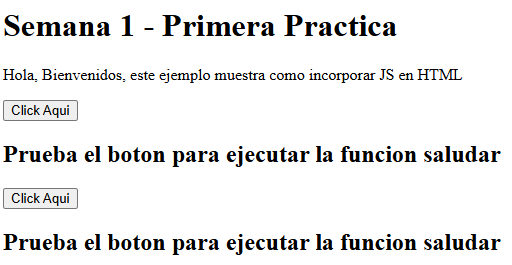 Semana 1 - Primera Practica
Hola, Bienvenidos, este ejemplo muestra como incorporar JS en HTML
Click Aqui
Prueba el boton para ejecutar la funcion saludar
Click Aqui
Prueba el boton para ejecutar la funcion saludar